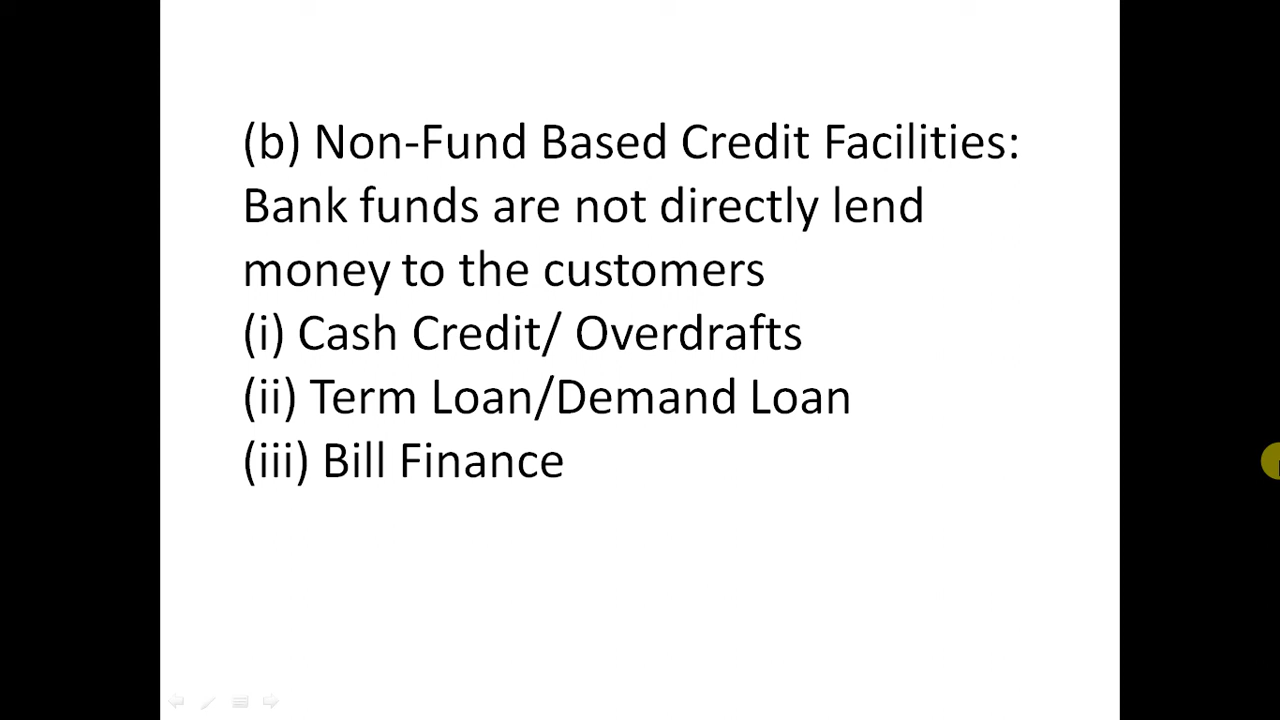 (b) Non-Fund Based Credit Facilities:
Bank funds are not directly lend
money to the customers
(i) Cash Credit/ Overdrafts
(ii) Term Loan/Demand Loan
(iii) Bill Finance